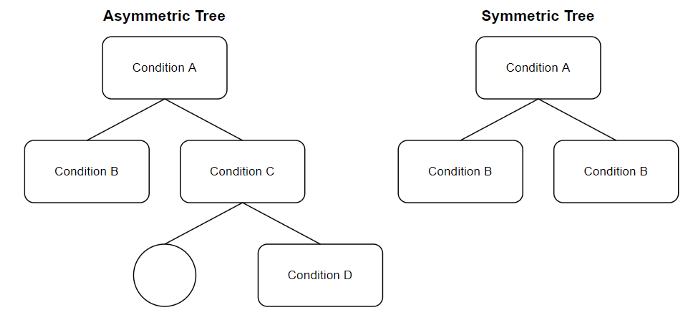 Asymmetric Tree
Condition A
Condition B
Condition C
Condition D
Symmetric Tree
Condition A
Condition B
Condition B